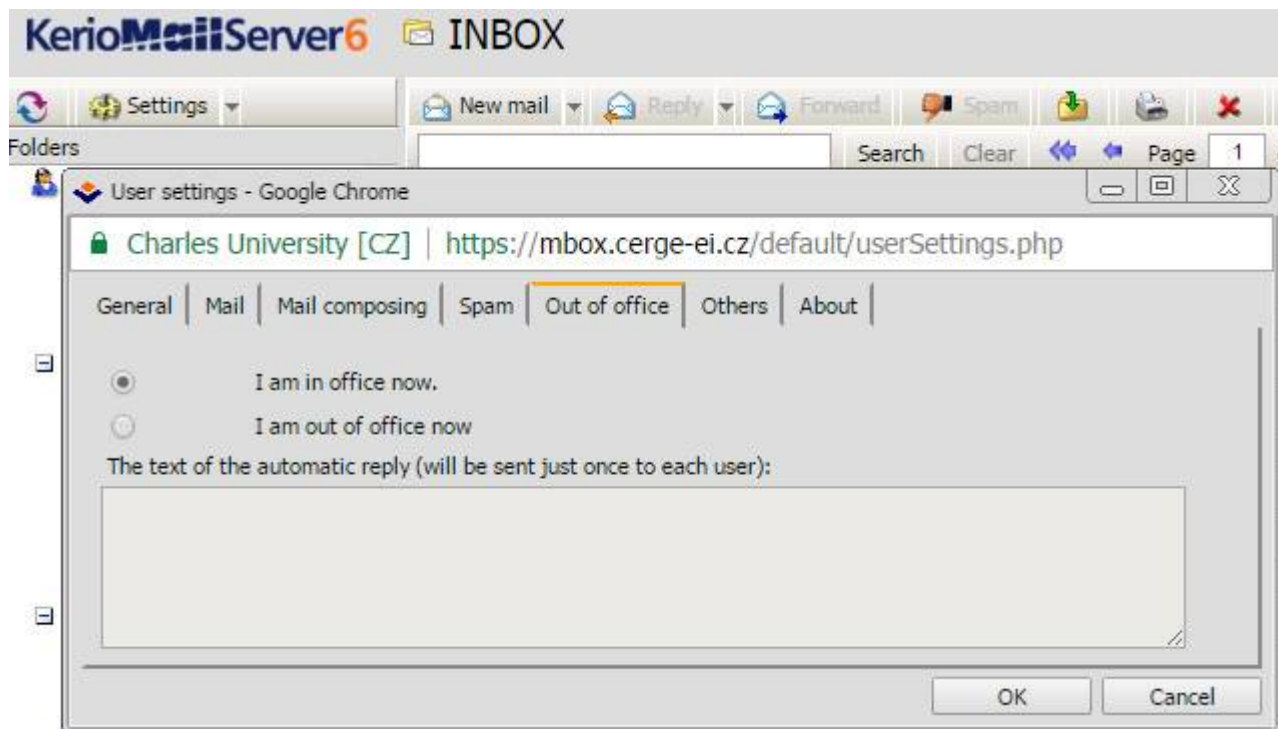 KerioMailServer6 INBOX
Settings New mail Reply Forward Spam
Folders Search Clear Page 1
User settings - Google Chrome
Charles University [CZ] | https://mbox.cerge-ei.cz/default/userSettings.php
General Mail Mail composing Spam Out of office Others About
I am in office now.
I am out of office now
The text of the automatic reply (will be sent just once to each user):
OK Cancel